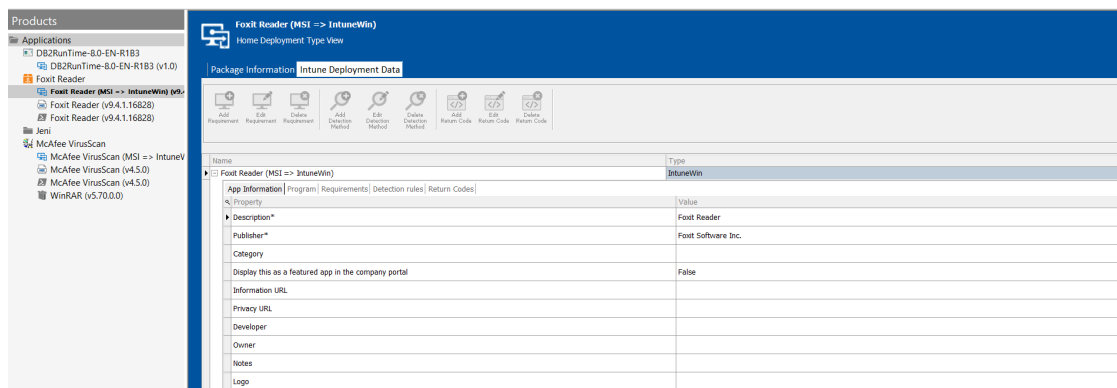 Products
Applications
DB2RunTime-8.0-EN-R1B3
DB2RunTime-8.0-EN-R1B3 (v1.0)
Foxit Reader
Foxit Reader (MSI => IntuneWin) (v9.4
Foxit Reader (v9.4.1.16828)
Foxit Reader (v9.4.1.16828)
Jeni
McAfee VirusScan
McAfee VirusScan (MSI => IntuneV
McAfee VirusScan (v4.5.0)
McAfee VirusScan (v4.5.0)
WinRAR (v5.70.0.0)
Foxit Reader (MSI => IntuneWin)
Home Deployment Type View
Package Information Intune Deployment Data
Add Requirement
Edit Requirement
Delete Requirement
Add Detection Method
Edit Detection Method
Delete Detection Method
Add Return Code
Edit Return Code
Delete Return Code
Name Type
Foxit Reader (MSI => IntuneWin) IntuneWin
App Information Program Requirements Detection rules Return Codes
Property Value
Description* Foxit Reader
Publisher* Foxit Software Inc.
Category
Display this as a featured app in the company portal False
Information URL
Privacy URL
Developer
Owner
Notes
Logo